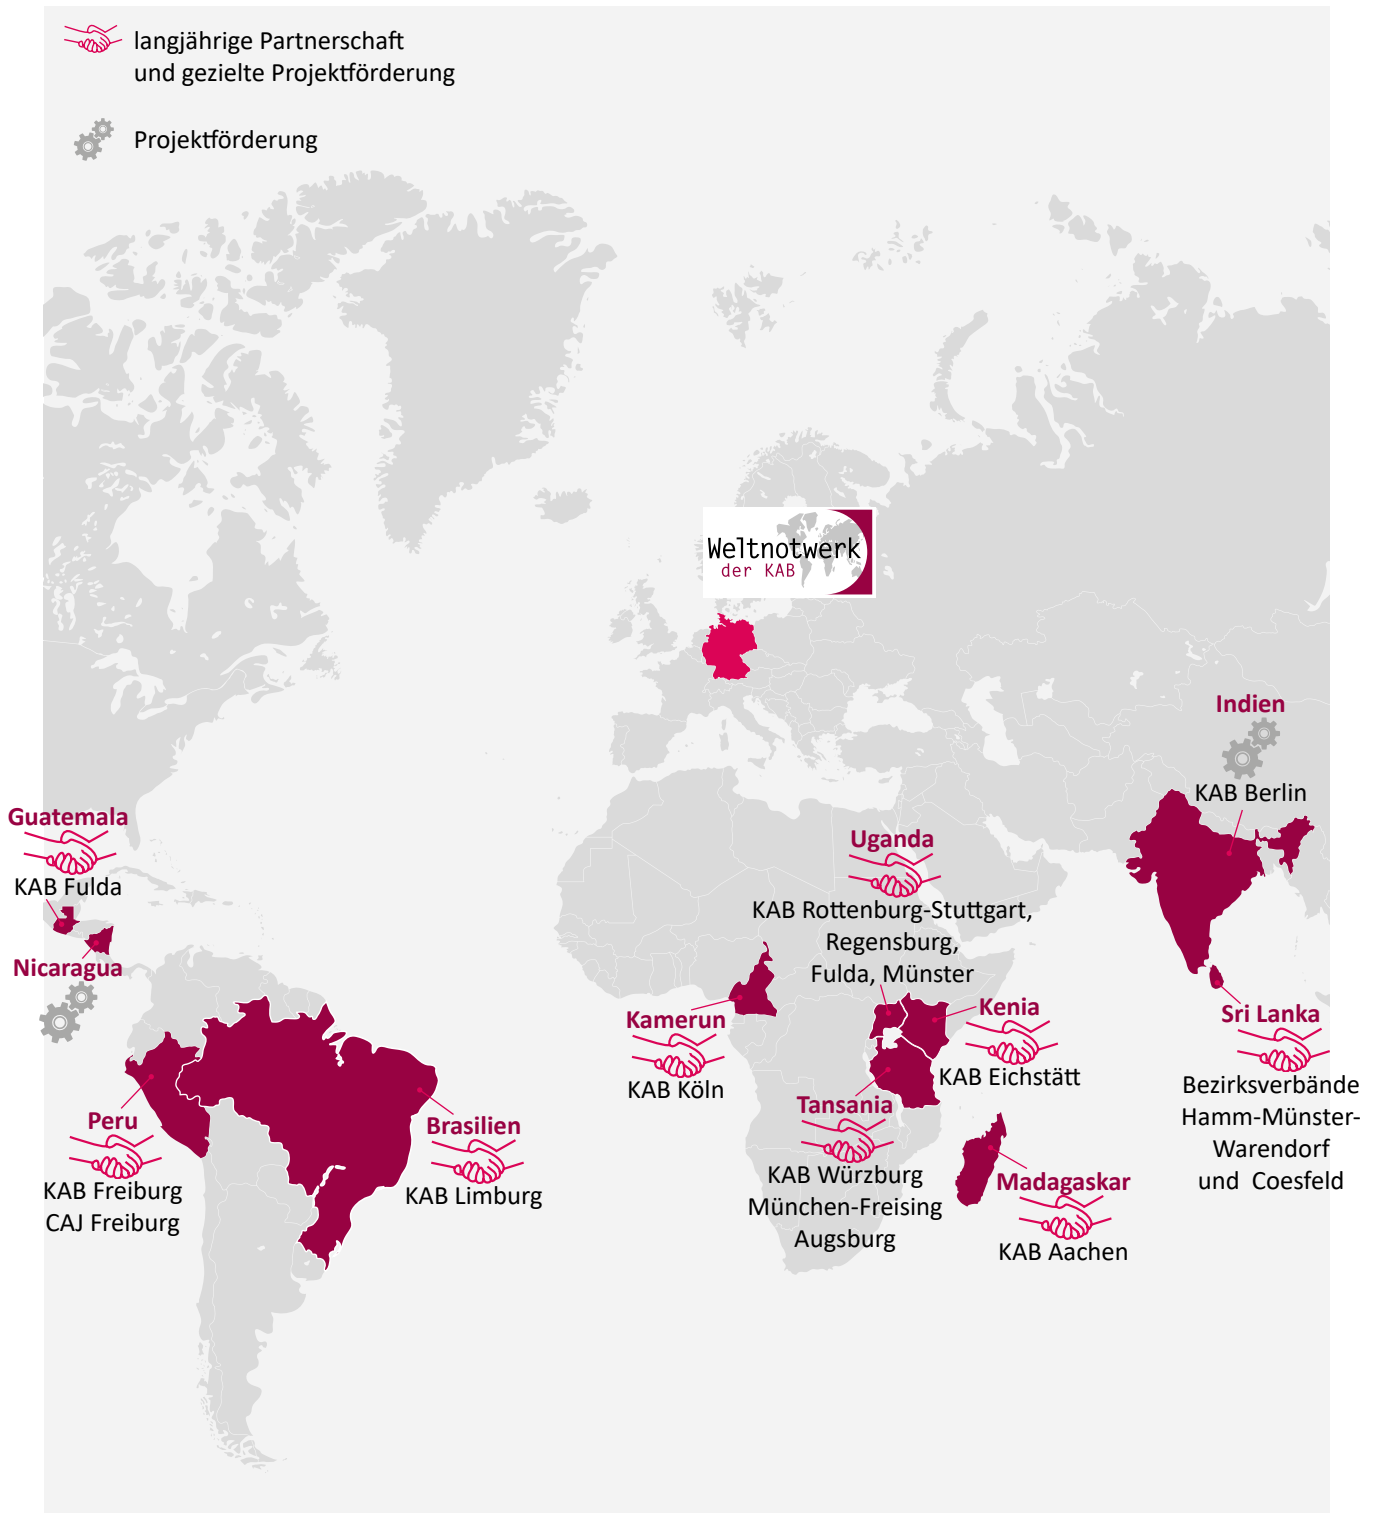 langjährige Partnerschaft
und gezielte Projektförderung
Projektförderung
Weltnotwerk
der KAB
Indien
KAB Berlin
Guatemala
KAB Fulda
Nicaragua
Uganda
KAB Rottenburg-Stuttgart,
Regensburg,
Fulda, Münster
Kamerun
KAB Köln
Kenia
KAB Eichstätt
Sri Lanka
Bezirksverbände
Hamm-Münster-
Warendorf
und Coesfeld
Peru
KAB Freiburg
CAJ Freiburg
Brasilien
KAB Limburg
Tansania
KAB Würzburg
München-Freising
Augsburg
Madagaskar
KAB Aachen